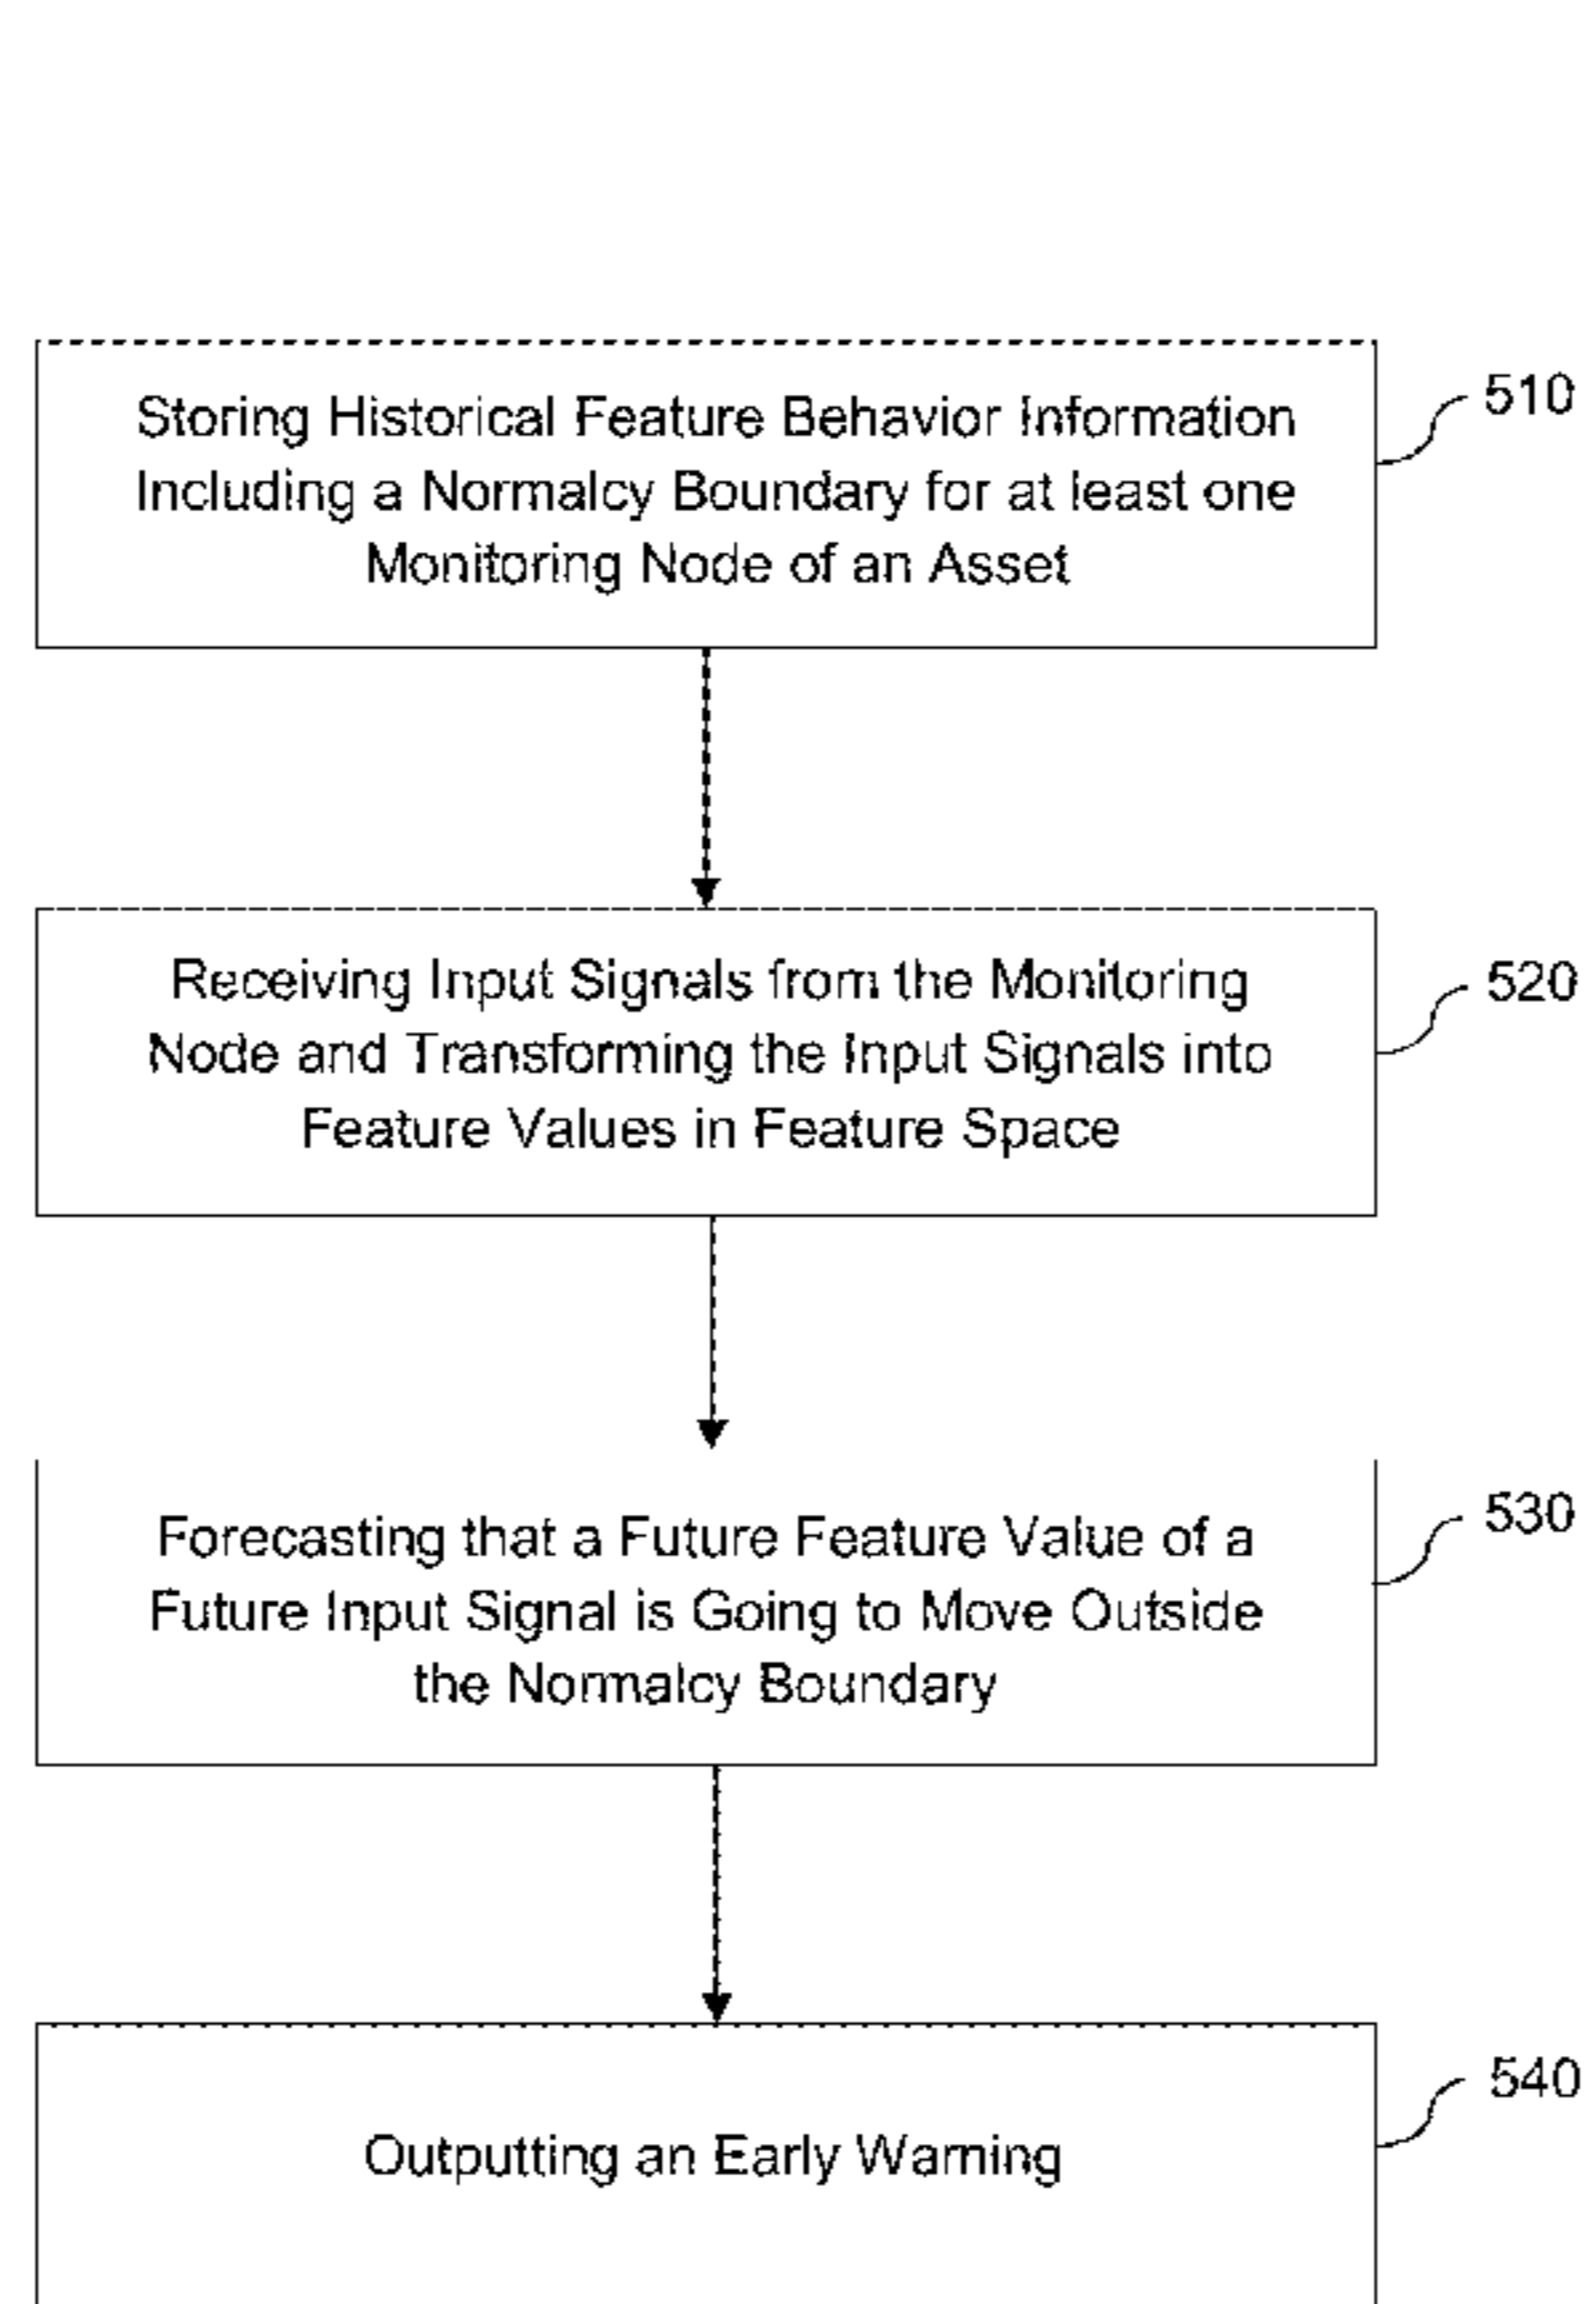 Storing Historical Feature Behavior Information
Including a Normalcy Boundary for at least one
Monitoring Node of an Asset
510
Receiving Input Signals from the Monitoring
Node and Transforming the Input Signals into
Feature Values in Feature Space
520
Forecasting that a Future Feature Value of a
Future Input Signal is Going to Move Outside
the Normalcy Boundary
530
Outputting an Early Warning
540